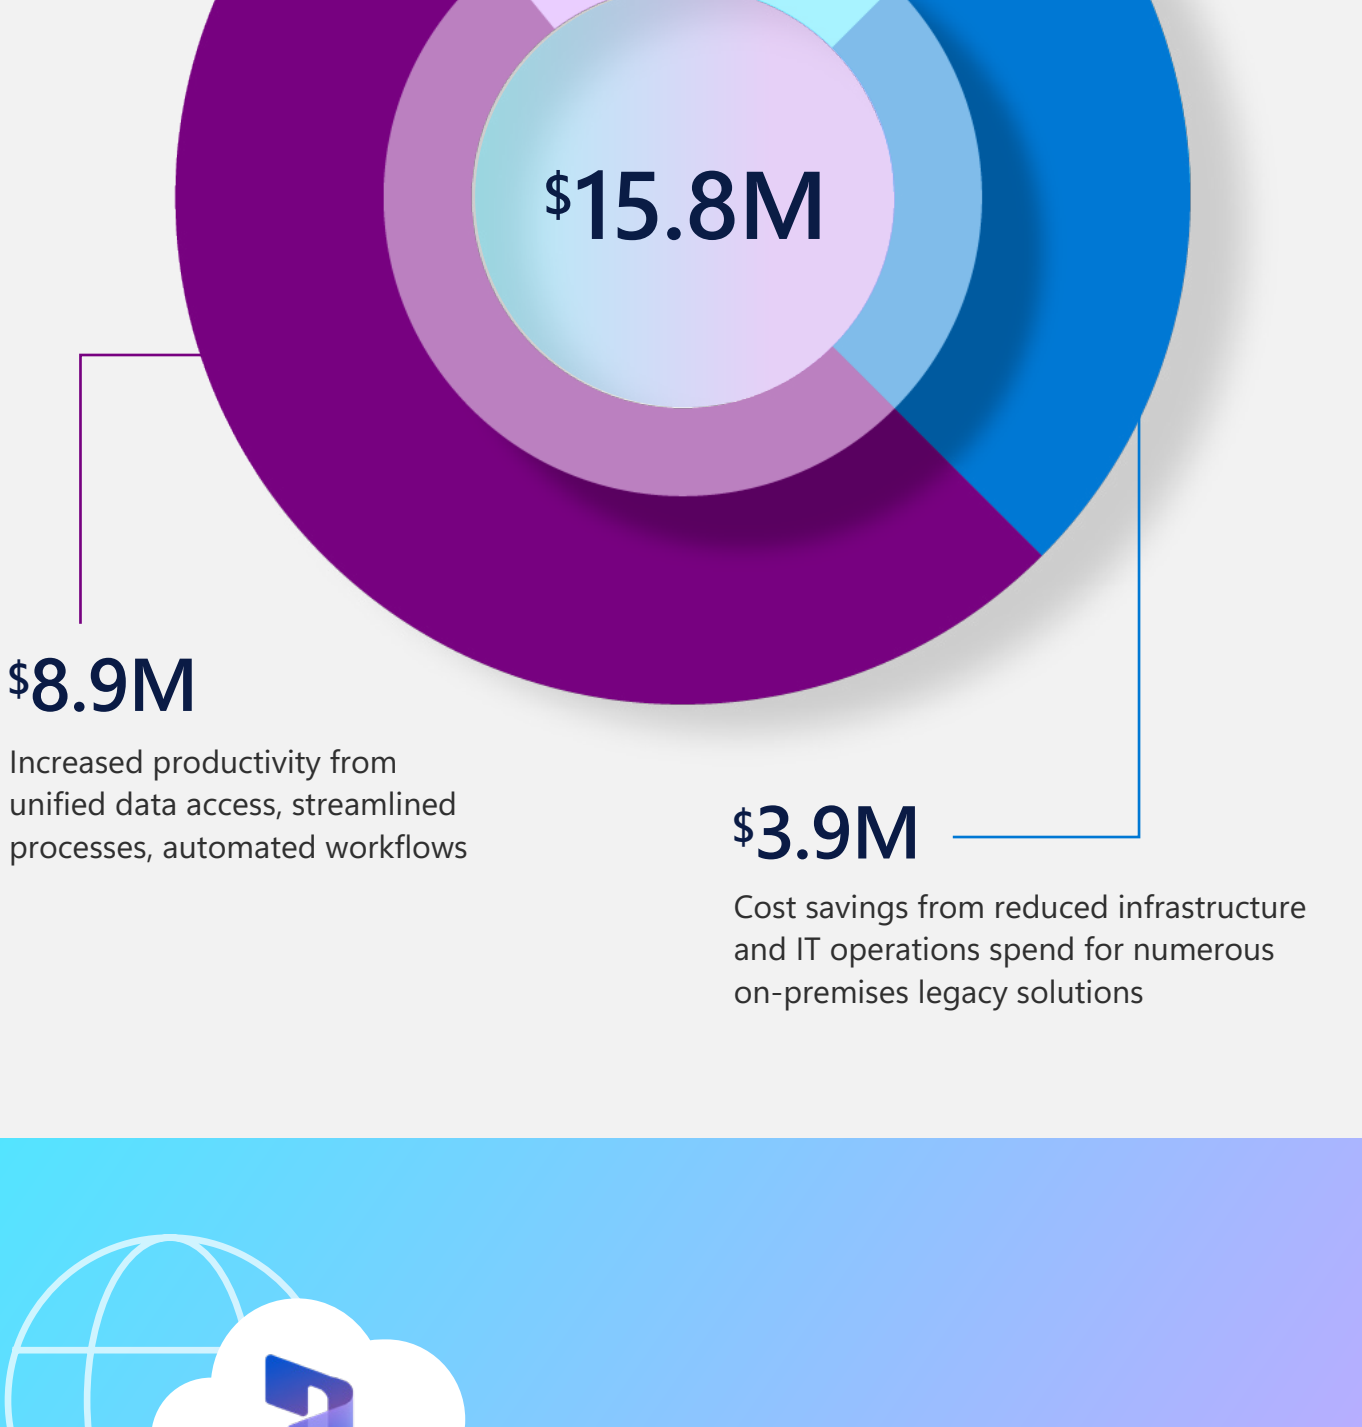 $15.8M
$8.9M
Increased productivity from
unified data access, streamlined
processes, automated workflows
$3.9M
Cost savings from reduced infrastructure
and IT operations spend for numerous
on-premises legacy solutions